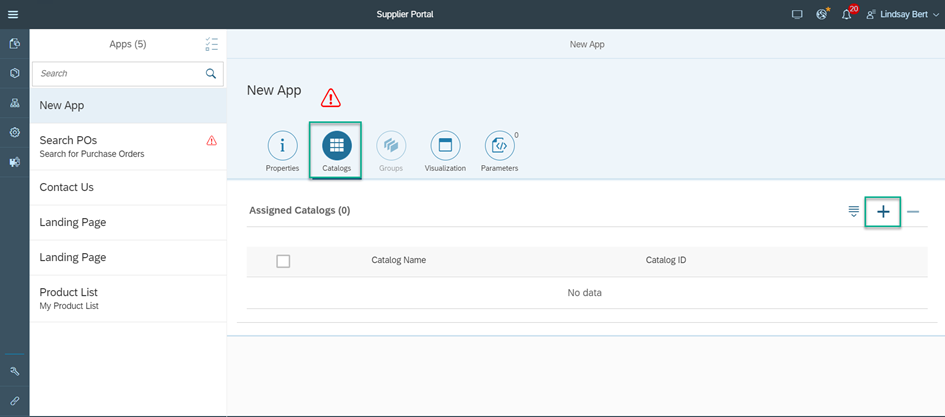 Supplier Portal
20
Lindsay Bert
Apps (5)
Search
New App
Search POs
Search for Purchase Orders
Contact Us
Landing Page
Landing Page
Product List
My Product List
New App
New App
Properties
Catalogs
Groups
Visualization
0
Parameters
Assigned Catalogs (0)
Catalog Name
Catalog ID
No data